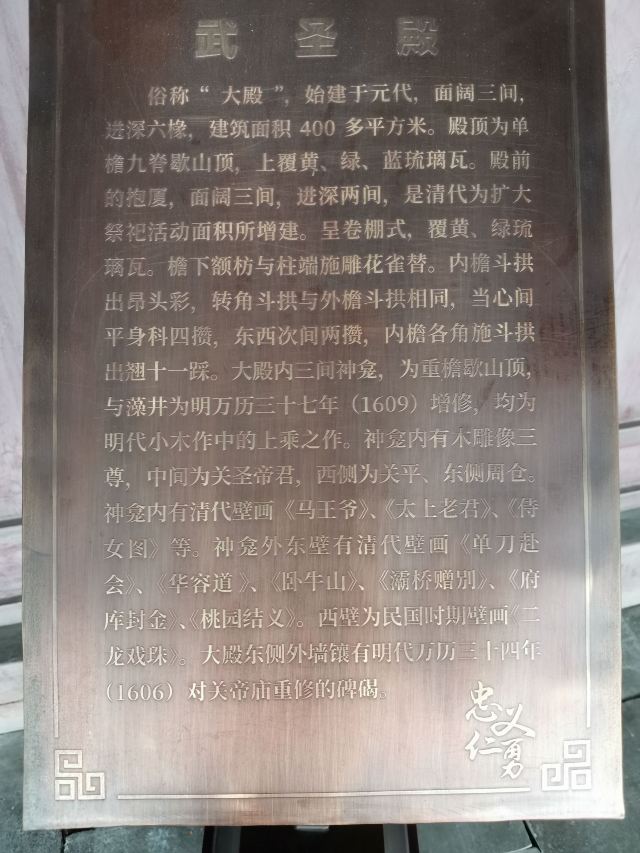 武圣殿
俗称“大殿”，始建于元代，面阔三间，
进深六椽，建筑面积 400 多平方米。殿顶为单
檐九脊歇山顶，上覆黄、绿、蓝琉璃瓦。殿前
的抱厦，面阔三间，进深两间，是清代为扩大
祭祀活动面积所增建。呈卷棚式，覆黄、绿琉
璃瓦。檐下额枋与柱端施雕花雀替。内檐斗拱
出昂头彩，转角斗拱与外檐斗拱相同，当心间
平身科四攒，东西次间两攒，内檐各角施斗拱
出翘十一踩。大殿内三间神龛，为重檐歇山顶，
与藻井为明万历三十七年（1609）增修，均为
明代小木作中的上乘之作。神龛内有木雕像三
尊，中间为关圣帝君，西侧为关平、东侧周仓。
神龛内有清代壁画《马王爷》、《太上老君》、《侍
女图》等。神龛外东壁有清代壁画《单刀赴
会》、《华容道》、《卧牛山》、《灞桥赠别》、《府
库封金》、《桃园结义》。西壁为民国时期壁画《二
龙戏珠》。大殿东侧外墙镶有明代万历三十四年
（1606）对关帝庙重修的碑碣。
忠义
仁勇